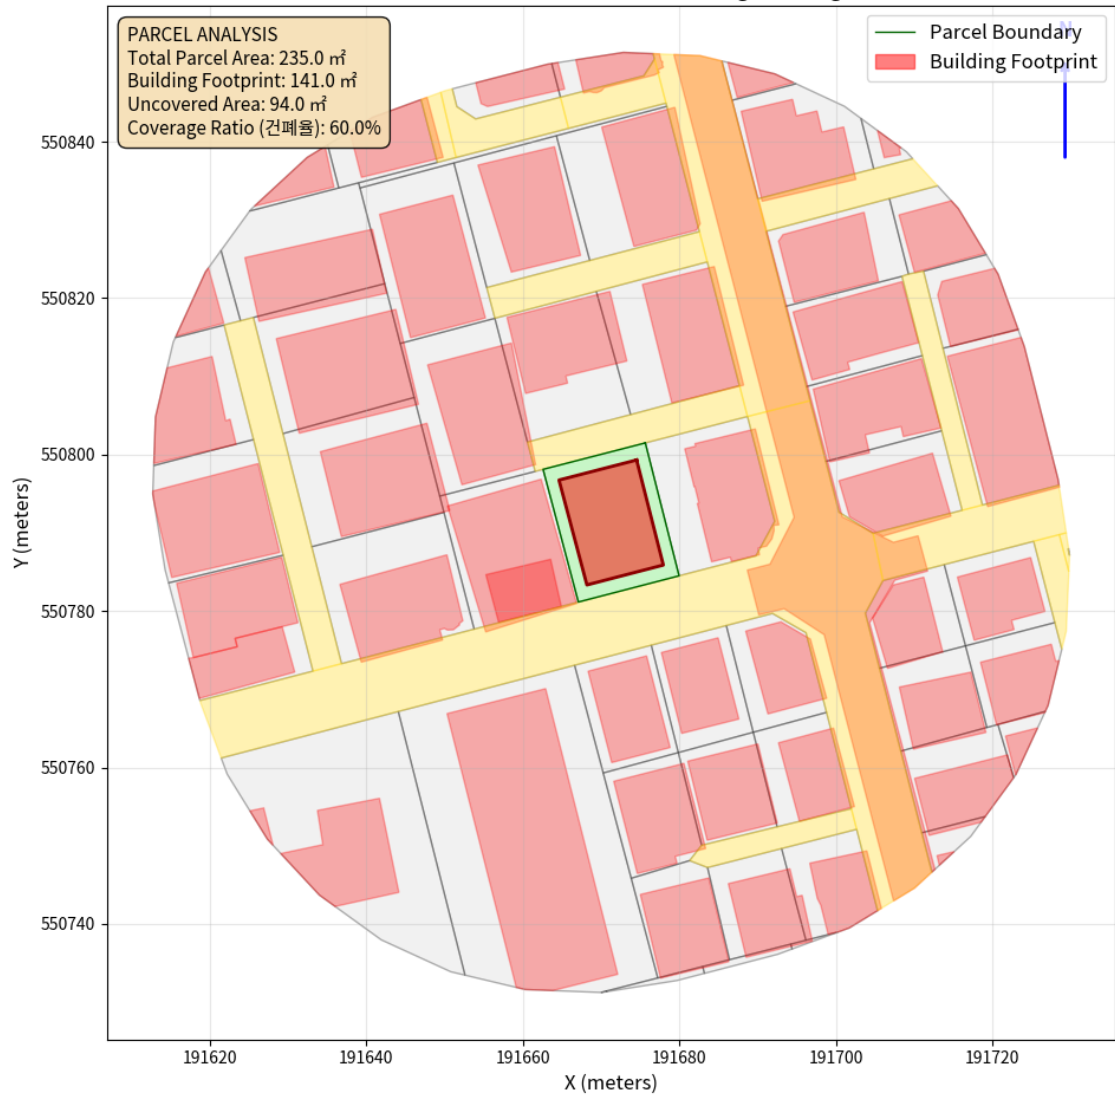 PARCEL ANALYSIS
Total Parcel Area: 235.0 ㎡
Building Footprint: 141.0 ㎡
Uncovered Area: 94.0 ㎡
Coverage Ratio (건폐율): 60.0%
Parcel Boundary
Building Footprint
N
550840
550820
550800
550780
550760
550740
Y (meters)
191620
191640
191660
191680
191700
191720
X (meters)